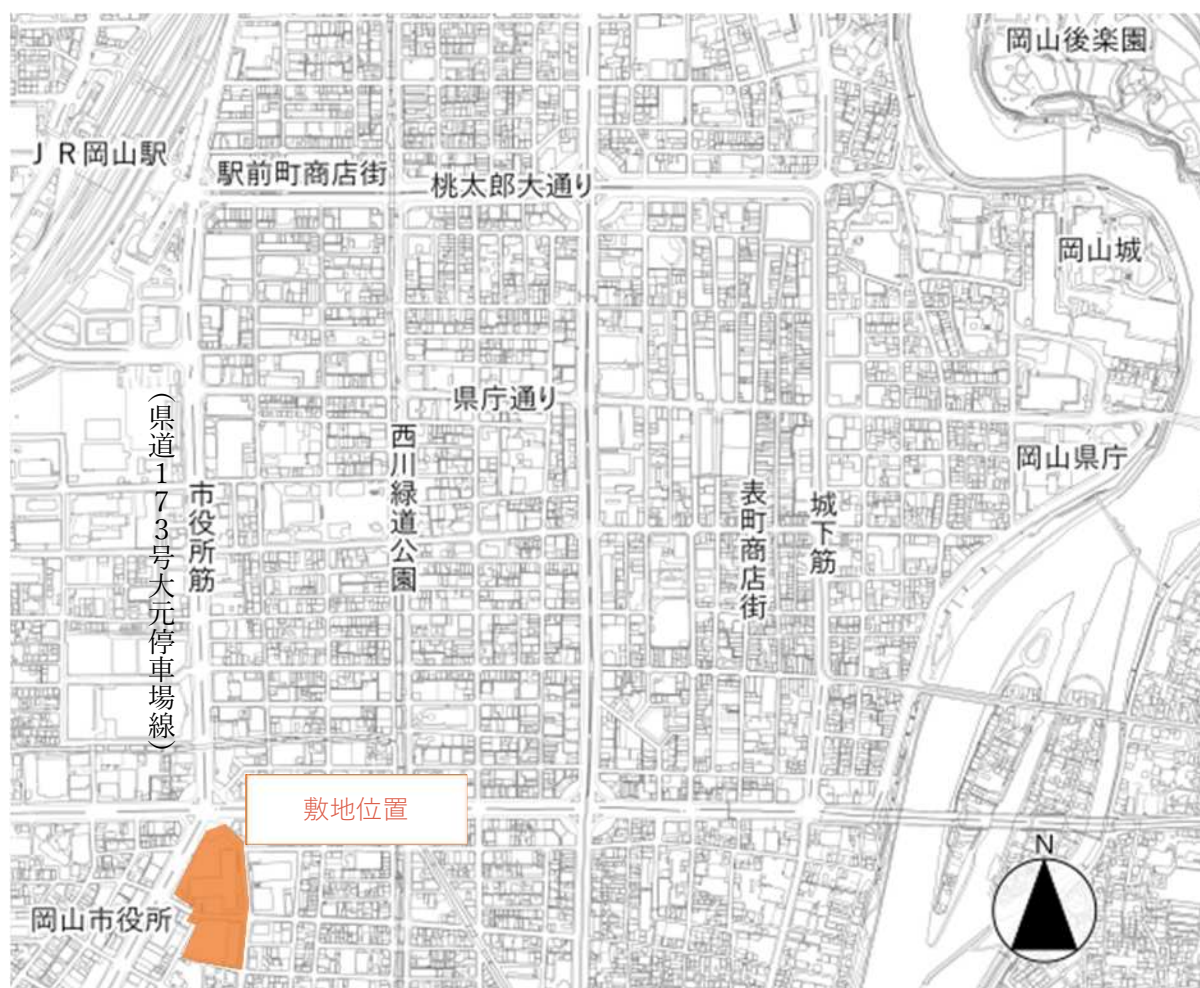 岡山後楽園
JR岡山駅
駅前町商店街
桃太郎大通り
岡山城
県庁通り
(県道173号大元停車場線)
市役所筋
西川緑道公園
表町商店街
城下筋
岡山県庁
敷地位置
岡山市役所
N